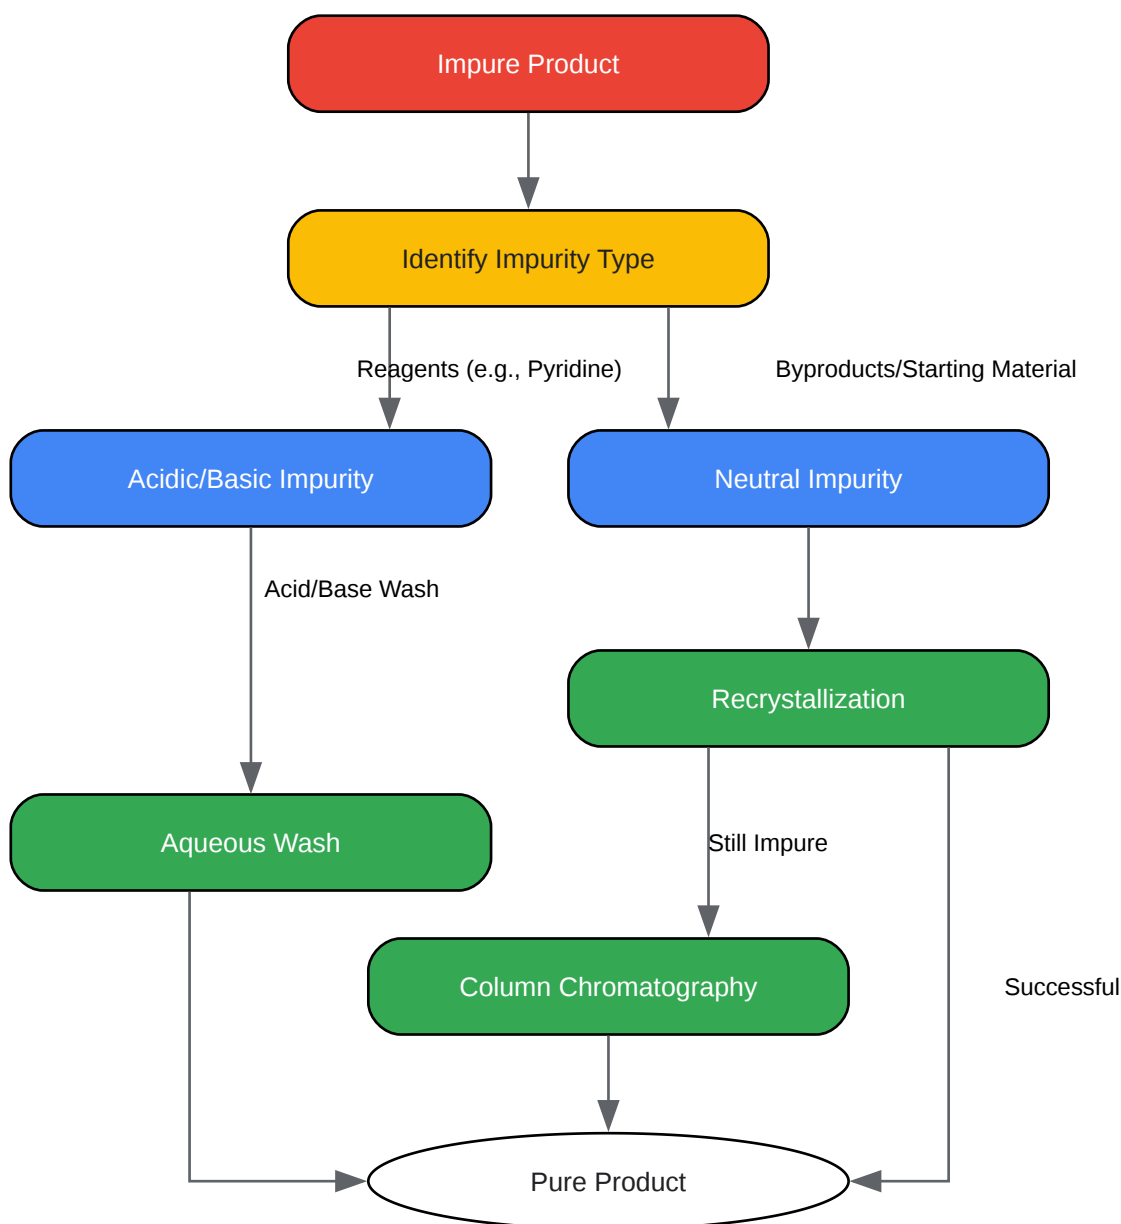 Impure Product
Identify Impurity Type
Reagents (e.g., Pyridine)
Byproducts/Starting Material
Acidic/Basic Impurity
Neutral Impurity
Acid/Base Wash
Recrystallization
Aqueous Wash
Still Impure
Column Chromatography
Successful
Pure Product